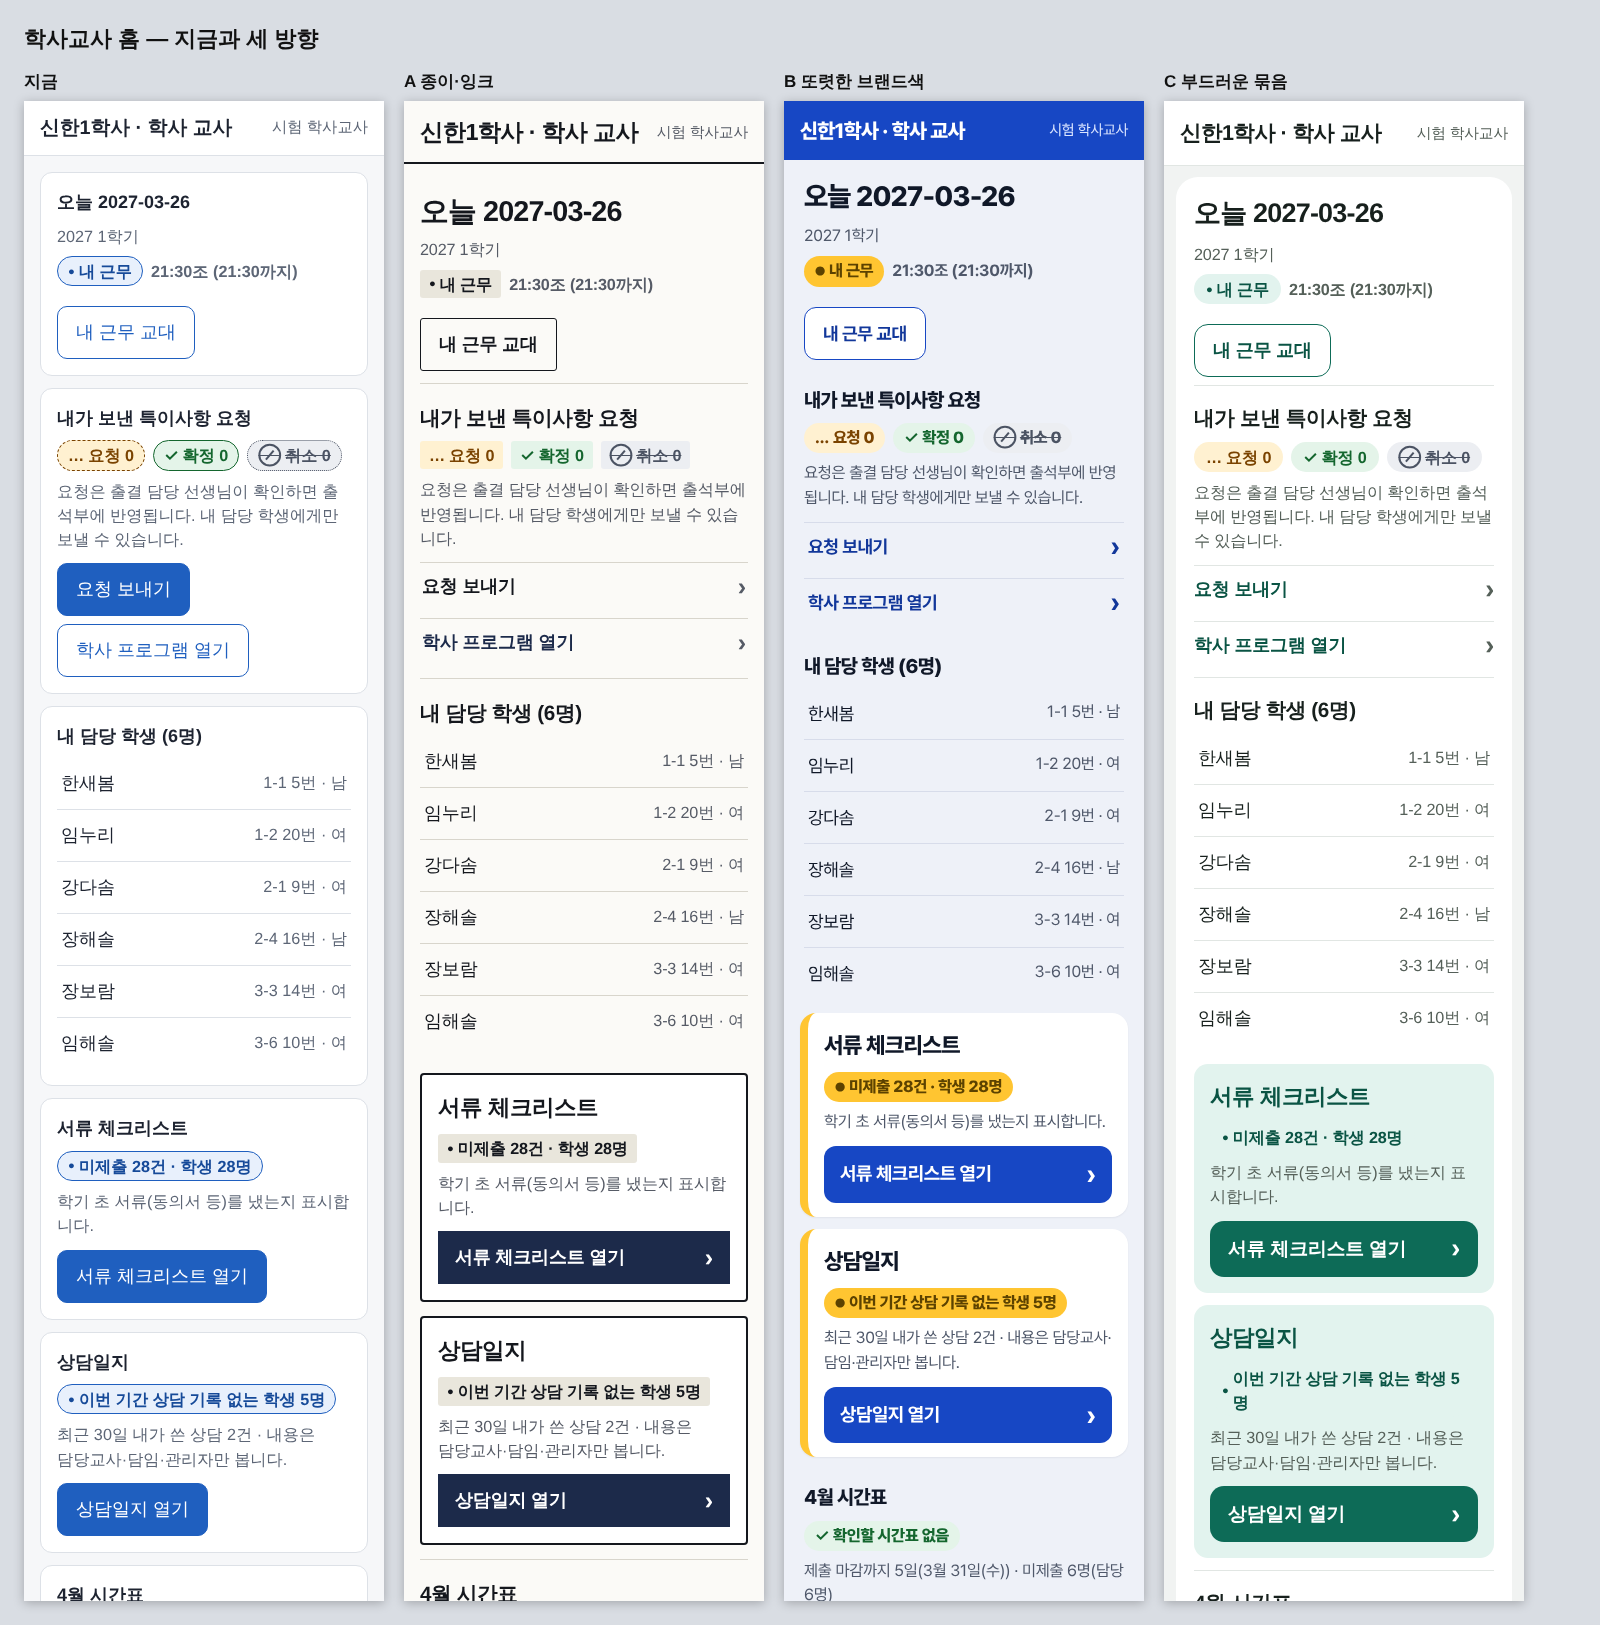 학사교사 홈 — 지금과 세 방향
지금
신한1학사 · 학사 교사 시험 학사교사
오늘 2027-03-26
2027 1학기
• 내 근무 21:30조 (21:30까지)
내 근무 교대
내가 보낸 특이사항 요청
... 요청 0 ✓ 확정 0 취소 0
요청은 출결 담당 선생님이 확인하면 출
석부에 반영됩니다. 내 담당 학생에게만
보낼 수 있습니다.
요청 보내기
학사 프로그램 열기
내 담당 학생 (6명)
한새봄 1-1 5번 · 남
임누리 1-2 20번 · 여
강다솜 2-1 9번 · 여
장해솔 2-4 16번 · 남
장보람 3-3 14번 · 여
임해솔 3-6 10번 · 여
서류 체크리스트
• 미제출 28건 · 학생 28명
학기 초 서류(동의서 등)를 냈는지 표시합
니다.
서류 체크리스트 열기
상담일지
• 이번 기간 상담 기록 없는 학생 5명
최근 30일 내가 쓴 상담 2건 · 내용은
담당교사·담임·관리자만 봅니다.
상담일지 열기
4월 시간표
A 종이·잉크
신한1학사 · 학사 교사 시험 학사교사
오늘 2027-03-26
2027 1학기
• 내 근무 21:30조 (21:30까지)
내 근무 교대
내가 보낸 특이사항 요청
... 요청 0 ✓ 확정 0 취소 0
요청은 출결 담당 선생님이 확인하면 출석부에
반영됩니다. 내 담당 학생에게만 보낼 수 있습
니다.
요청 보내기 ›
학사 프로그램 열기 ›
내 담당 학생 (6명)
한새봄 1-1 5번 · 남
임누리 1-2 20번 · 여
강다솜 2-1 9번 · 여
장해솔 2-4 16번 · 남
장보람 3-3 14번 · 여
임해솔 3-6 10번 · 여
서류 체크리스트
• 미제출 28건 · 학생 28명
학기 초 서류(동의서 등)를 냈는지 표시합
니다.
서류 체크리스트 열기 ›
상담일지
• 이번 기간 상담 기록 없는 학생 5명
최근 30일 내가 쓴 상담 2건 · 내용은
담당교사·담임·관리자만 봅니다.
상담일지 열기 ›
4월 시간표
B 또렷한 브랜드색
신한1학사 · 학사 교사 시험 학사교사
오늘 2027-03-26
2027 1학기
● 내 근무 21:30조 (21:30까지)
내 근무 교대
내가 보낸 특이사항 요청
... 요청 0 ✓ 확정 0 취소 0
요청은 출결 담당 선생님이 확인하면 출석부에 반영
됩니다. 내 담당 학생에게만 보낼 수 있습니다.
요청 보내기 ›
학사 프로그램 열기 ›
내 담당 학생 (6명)
한새봄 1-1 5번 · 남
임누리 1-2 20번 · 여
강다솜 2-1 9번 · 여
장해솔 2-4 16번 · 남
장보람 3-3 14번 · 여
임해솔 3-6 10번 · 여
서류 체크리스트
● 미제출 28건 · 학생 28명
학기 초 서류(동의서 등)를 냈는지 표시합니다.
서류 체크리스트 열기 ›
상담일지
● 이번 기간 상담 기록 없는 학생 5명
최근 30일 내가 쓴 상담 2건 · 내용은 담당교사·
담임·관리자만 봅니다.
상담일지 열기 ›
4월 시간표
✓ 확인할 시간표 없음
제출 마감까지 5일(3월 31일(수)) · 미제출 6명(담당
6명)
C 부드러운 묶음
신한1학사 · 학사 교사 시험 학사교사
오늘 2027-03-26
2027 1학기
• 내 근무 21:30조 (21:30까지)
내 근무 교대
내가 보낸 특이사항 요청
... 요청 0 ✓ 확정 0 취소 0
요청은 출결 담당 선생님이 확인하면 출석
부에 반영됩니다. 내 담당 학생에게만 보낼
수 있습니다.
요청 보내기 ›
학사 프로그램 열기 ›
내 담당 학생 (6명)
한새봄 1-1 5번 · 남
임누리 1-2 20번 · 여
강다솜 2-1 9번 · 여
장해솔 2-4 16번 · 남
장보람 3-3 14번 · 여
임해솔 3-6 10번 · 여
서류 체크리스트
• 미제출 28건 · 학생 28명
학기 초 서류(동의서 등)를 냈는지 표
시합니다.
서류 체크리스트 열기 ›
상담일지
• 이번 기간 상담 기록 없는 학생 5
명
최근 30일 내가 쓴 상담 2건 · 내용은
담당교사·담임·관리자만 봅니다.
상담일지 열기 ›